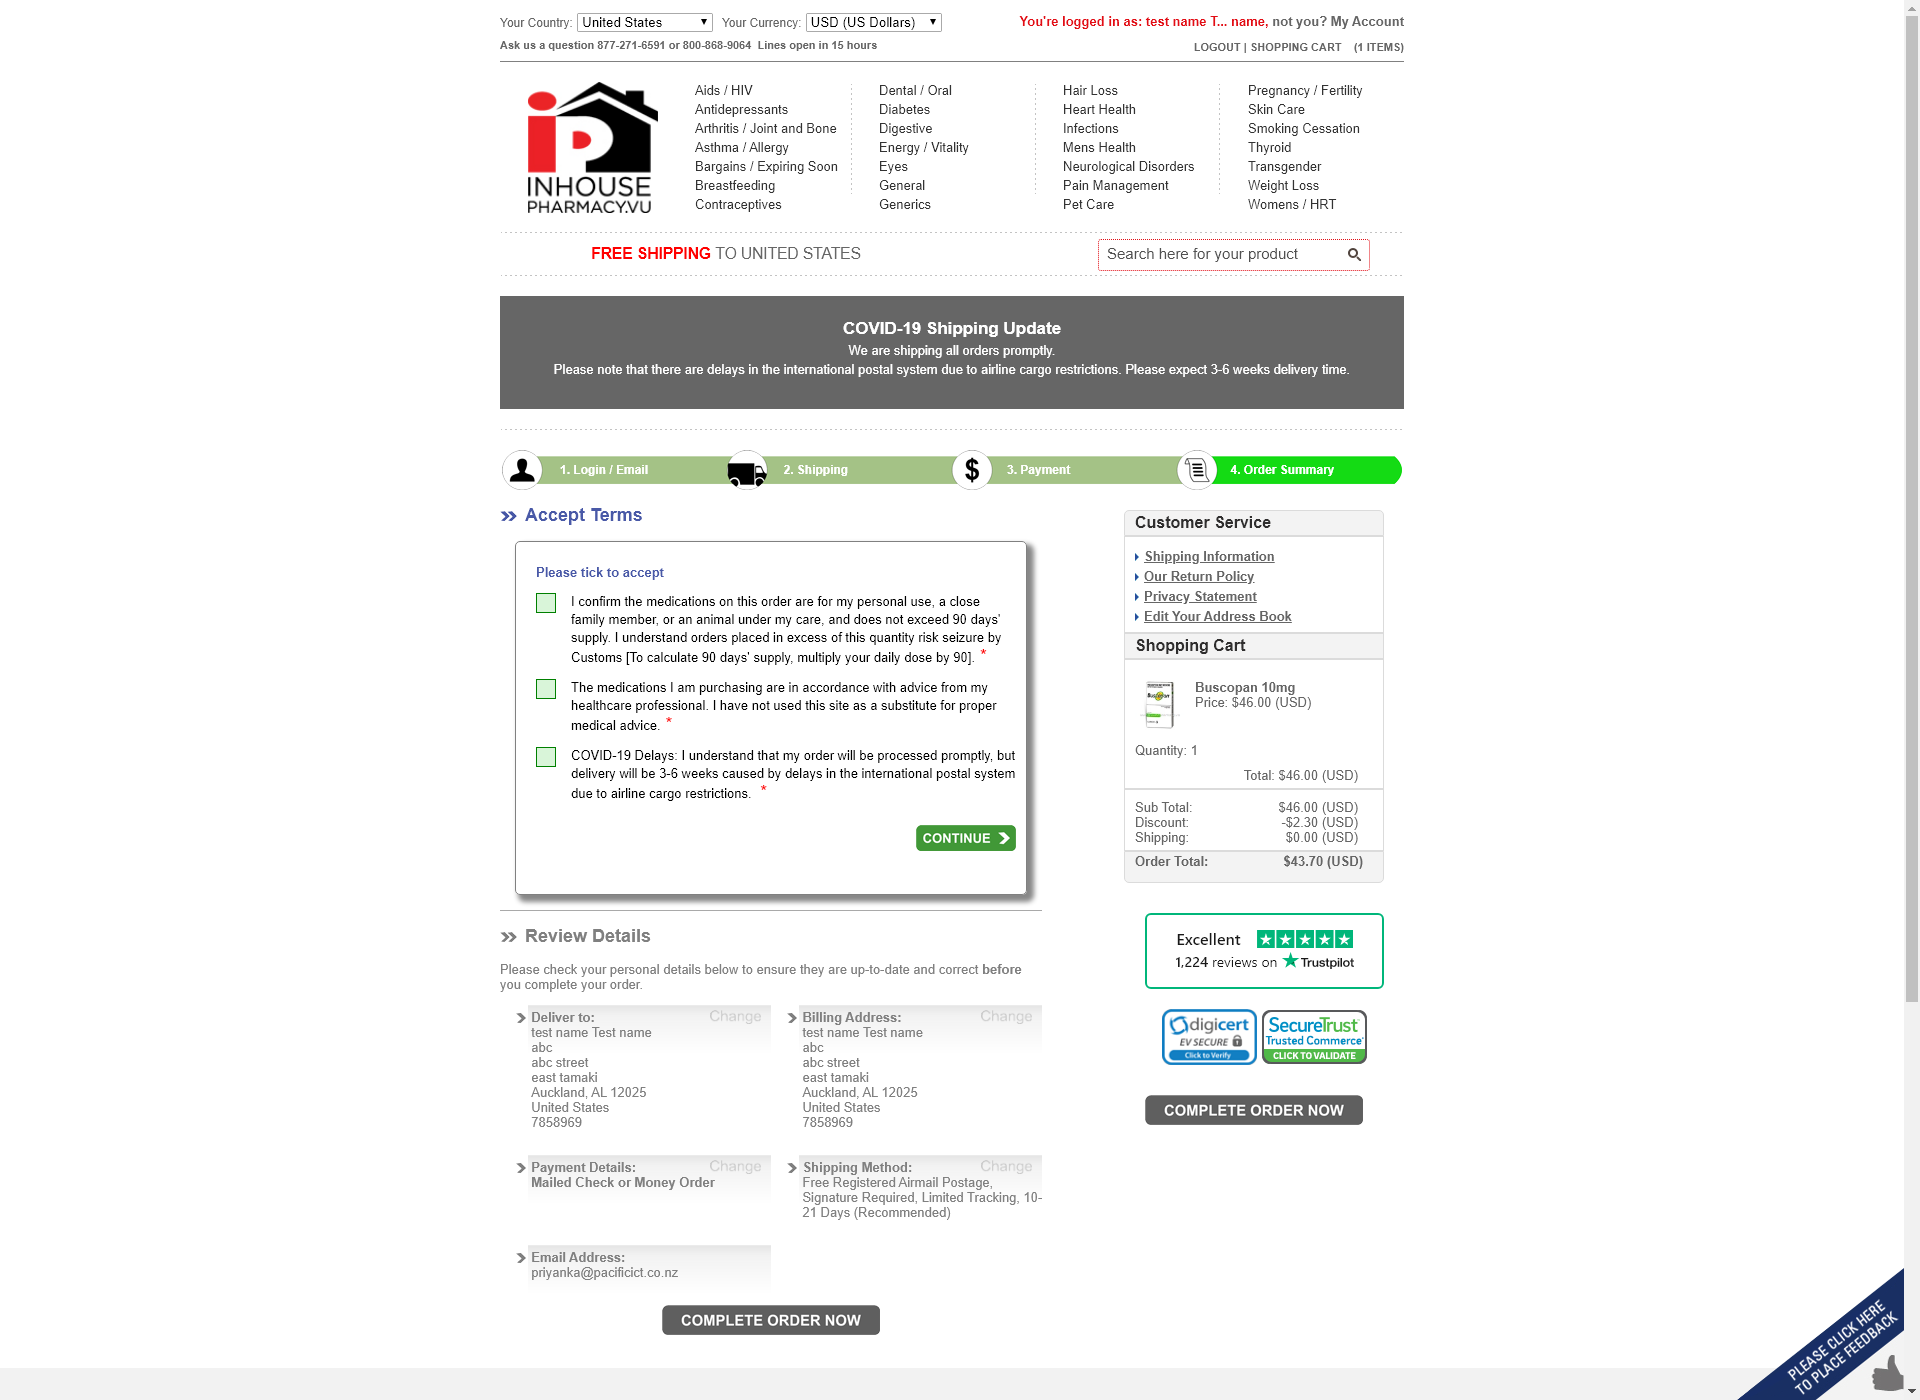 Your Country: United States Your Currency: USD (US Dollars)
You're logged in as: test name T... name, not you? My Account
Ask us a question 877-271-6591 or 800-868-9064 Lines open in 15 hours
LOGOUT | SHOPPING CART (1 ITEMS)
INHOUSE
PHARMACY.VU
Aids / HIV
Antidepressants
Arthritis / Joint and Bone
Asthma / Allergy
Bargains / Expiring Soon
Breastfeeding
Contraceptives
Dental / Oral
Diabetes
Digestive
Energy / Vitality
Eyes
General
Generics
Hair Loss
Heart Health
Infections
Mens Health
Neurological Disorders
Pain Management
Pet Care
Pregnancy / Fertility
Skin Care
Smoking Cessation
Thyroid
Transgender
Weight Loss
Womens / HRT
FREE SHIPPING TO UNITED STATES
Search here for your product
COVID-19 Shipping Update
We are shipping all orders promptly.
Please note that there are delays in the international postal system due to airline cargo restrictions. Please expect 3-6 weeks delivery time.
1. Login / Email
2. Shipping
$ 3. Payment
4. Order Summary
Accept Terms
Please tick to accept
I confirm the medications on this order are for my personal use, a close
family member, or an animal under my care, and does not exceed 90 days'
supply. I understand orders placed in excess of this quantity risk seizure by
Customs [To calculate 90 days' supply, multiply your daily dose by 90]. *
The medications I am purchasing are in accordance with advice from my
healthcare professional. I have not used this site as a substitute for proper
medical advice. *
COVID-19 Delays: I understand that my order will be processed promptly, but
delivery will be 3-6 weeks caused by delays in the international postal system
due to airline cargo restrictions. *
CONTINUE
Customer Service
Shipping Information
Our Return Policy
Privacy Statement
Edit Your Address Book
Shopping Cart
Buscopan
Buscopan 10mg
Price: $46.00 (USD)
Quantity: 1
Total: $46.00 (USD)
Sub Total: $46.00 (USD)
Discount: -$2.30 (USD)
Shipping: $0.00 (USD)
Order Total: $43.70 (USD)
Excellent
1,224 reviews on Trustpilot
digicert
EV SECURE
Click to Verify
SecureTrust
Trusted Commerce
CLICK TO VALIDATE
COMPLETE ORDER NOW
Review Details
Please check your personal details below to ensure they are up-to-date and correct before
you complete your order.
Deliver to: Change
test name Test name
abc
abc street
east tamaki
Auckland, AL 12025
United States
7858969
Billing Address: Change
test name Test name
abc
abc street
east tamaki
Auckland, AL 12025
United States
7858969
Payment Details: Change
Mailed Check or Money Order
Shipping Method: Change
Free Registered Airmail Postage,
Signature Required, Limited Tracking, 10-
21 Days (Recommended)
Email Address:
priyanka@pacificict.co.nz
COMPLETE ORDER NOW
PLEASE CLICK HERE
TO PLACE FEEDBACK